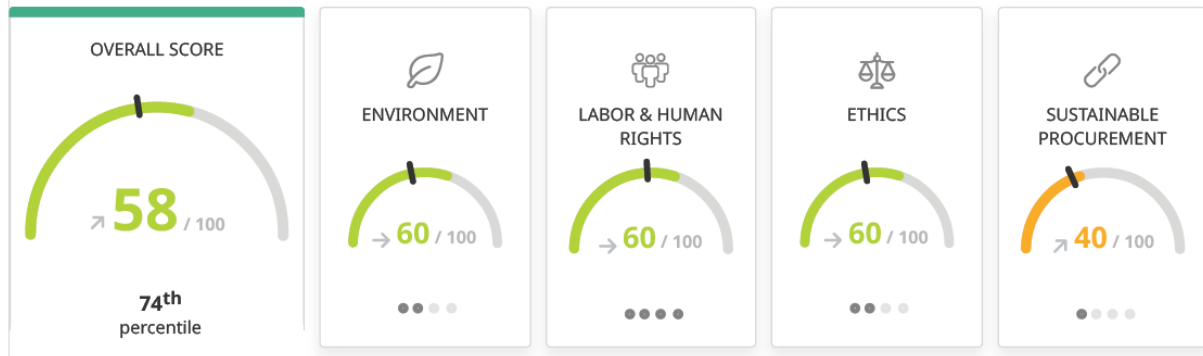 OVERALL SCORE
58 / 100
74th
percentile
ENVIRONMENT
60 / 100
LABOR & HUMAN
RIGHTS
60 / 100
ETHICS
60 / 100
SUSTAINABLE
PROCUREMENT
40 / 100